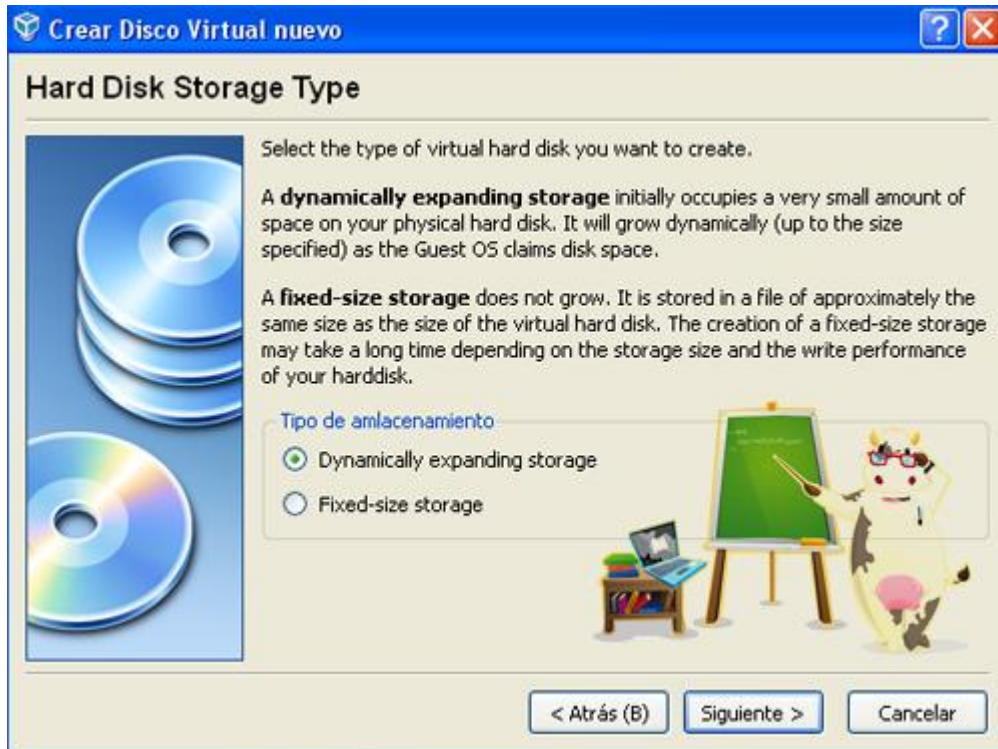 Crear Disco Virtual nuevo
Hard Disk Storage Type
Select the type of virtual hard disk you want to create.
A dynamically expanding storage initially occupies a very small amount of
space on your physical hard disk. It will grow dynamically (up to the size
specified) as the Guest OS claims disk space.
A fixed-size storage does not grow. It is stored in a file of approximately the
same size as the size of the virtual hard disk. The creation of a fixed-size storage
may take a long time depending on the storage size and the write performance
of your harddisk.
Tipo de amlacenamiento
Dynamically expanding storage
Fixed-size storage
< Atrás (B)
Siguiente >
Cancelar